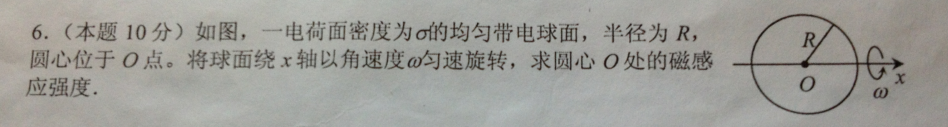 6.（本题 10 分）如图，一电荷面密度为σ的均匀带电球面，半径为 R，
圆心位于 O 点。将球面绕 x 轴以角速度ω匀速旋转，求圆心 O 处的磁感
应强度.
R
O
x
ω